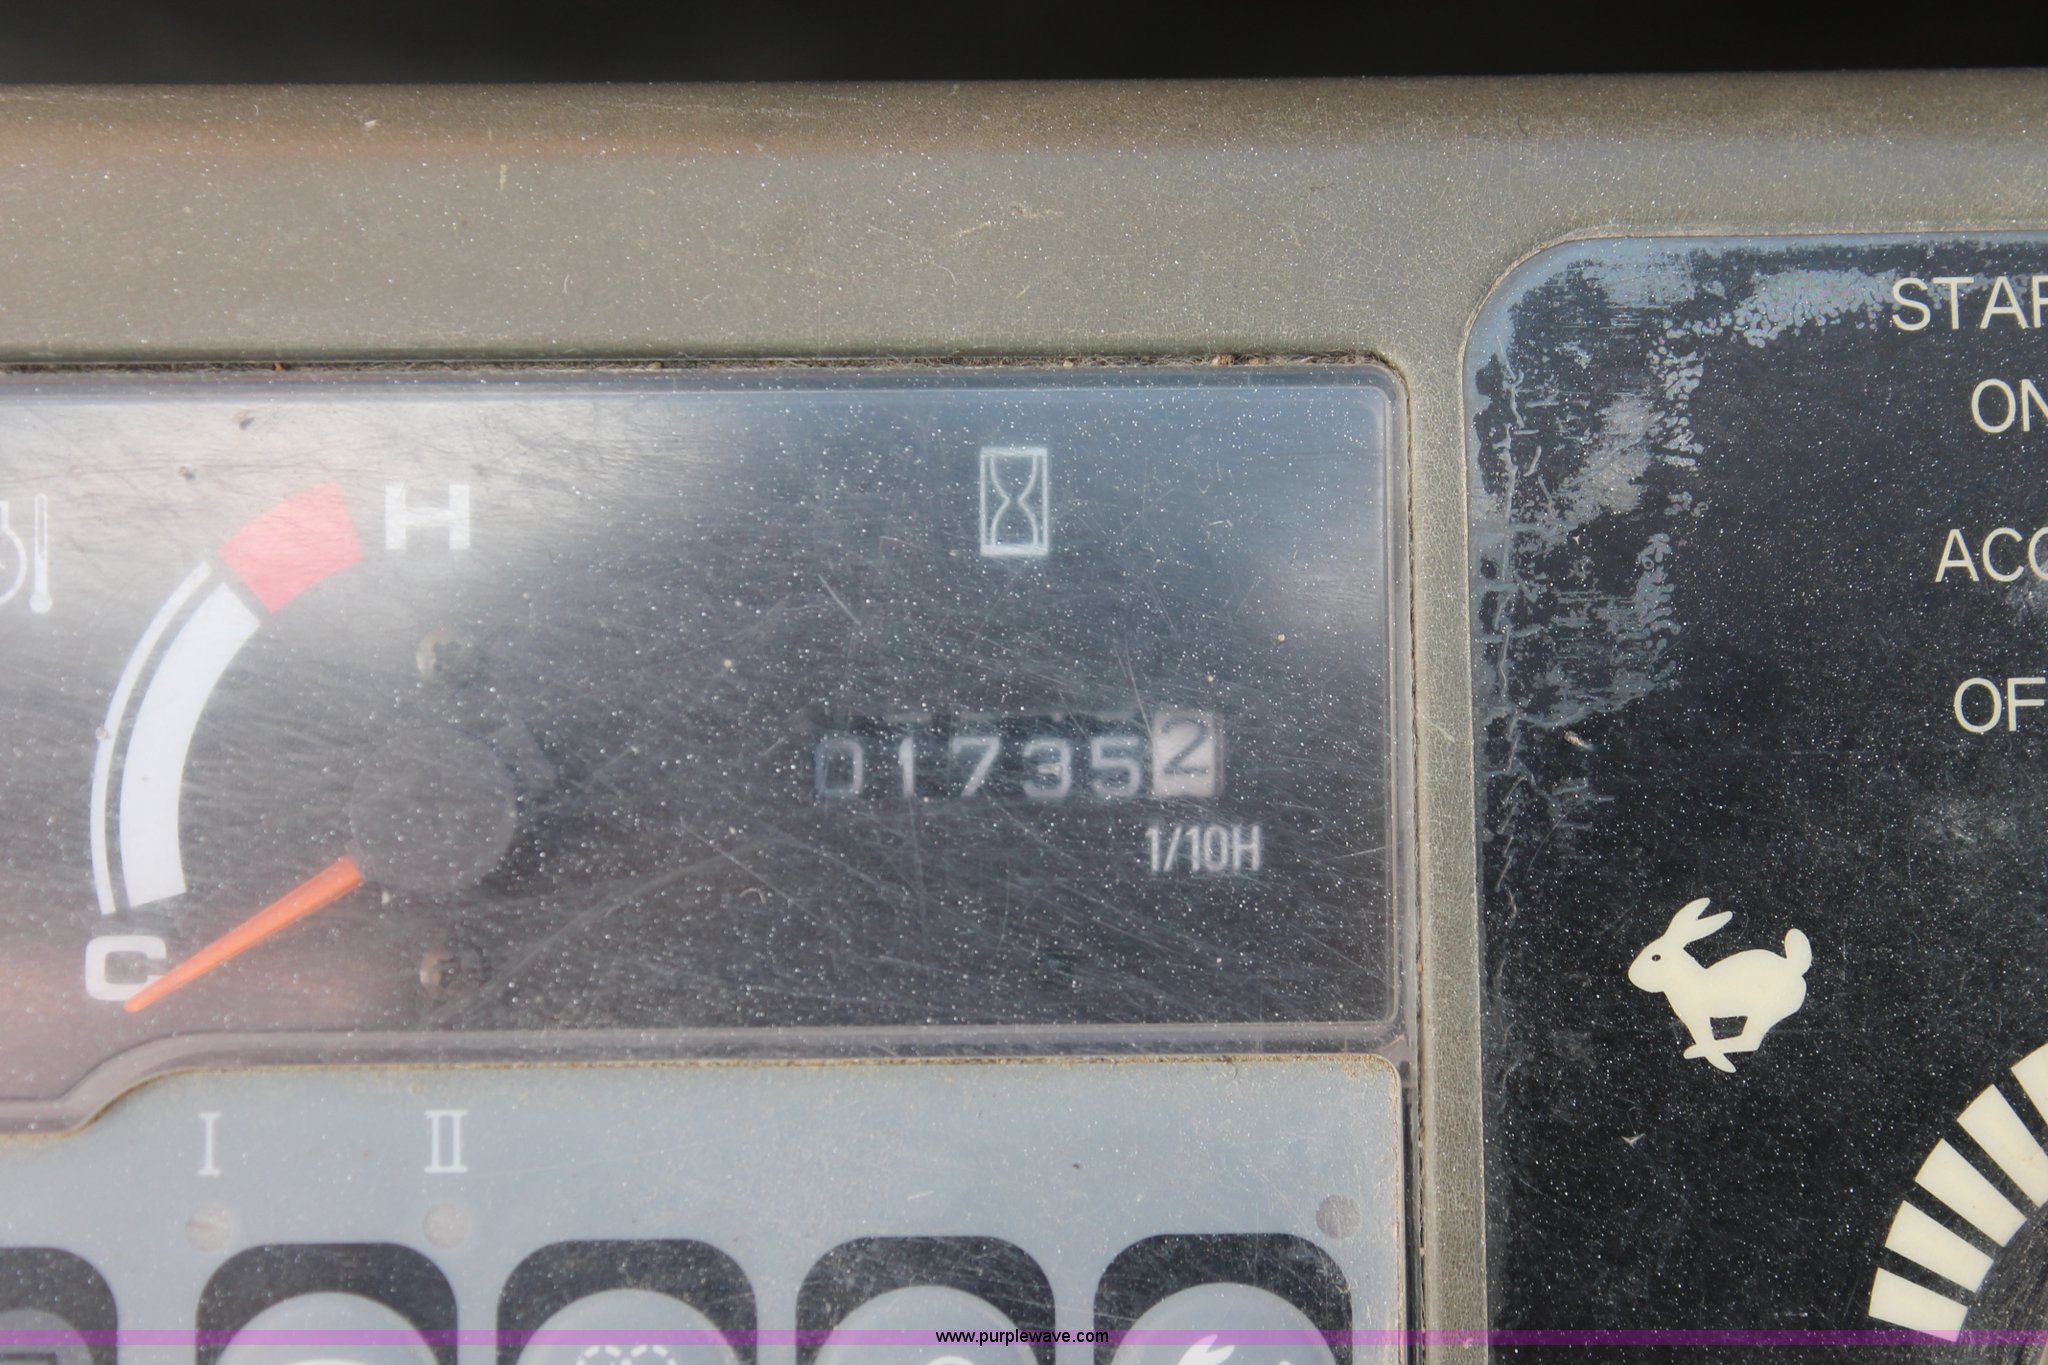 STAR
ON
H
ACC
OF
017352
1/10H
C
I
II
www.purplewave.com